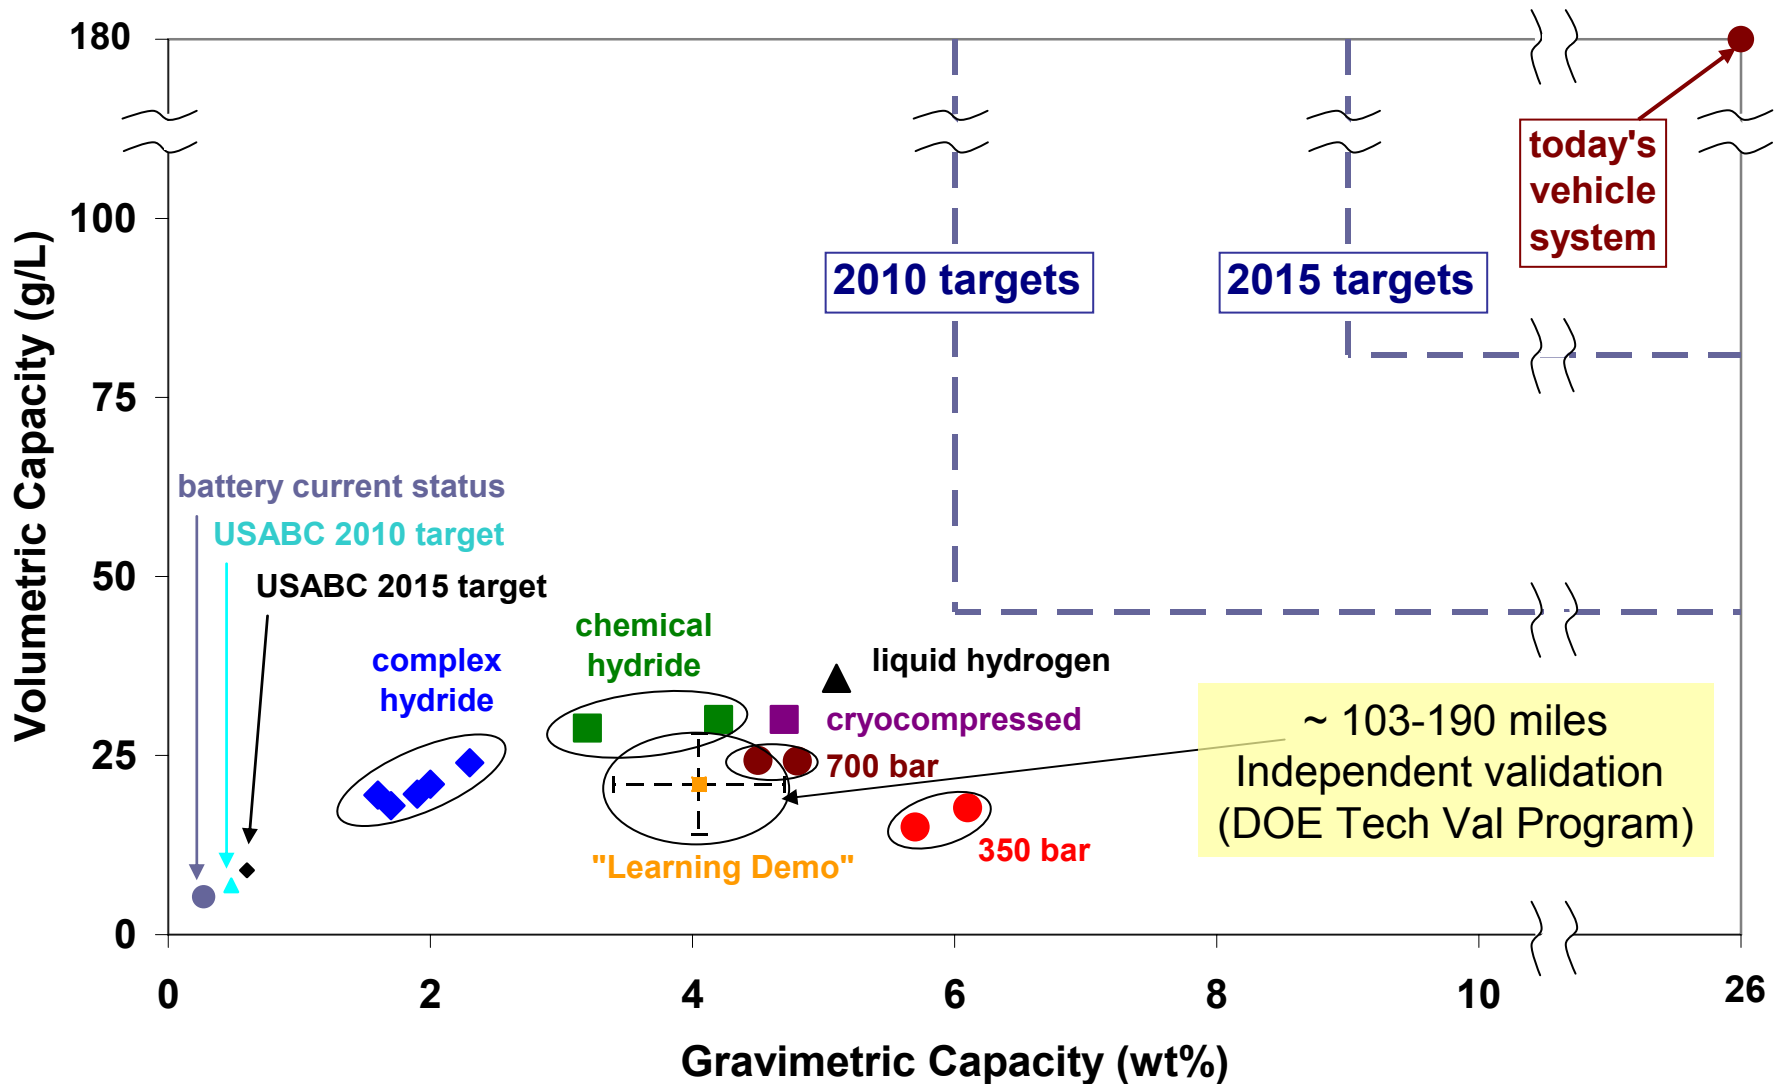 180
100
75
50
25
0
Volumetric Capacity (g/L)
today's
vehicle
system
2010 targets
2015 targets
battery current status
USABC 2010 target
USABC 2015 target
complex
hydride
chemical
hydride
liquid hydrogen
cryocompressed
700 bar
350 bar
"Learning Demo"
~ 103-190 miles
Independent validation
(DOE Tech Val Program)
0 2 4 6 8 10 26
Gravimetric Capacity (wt%)